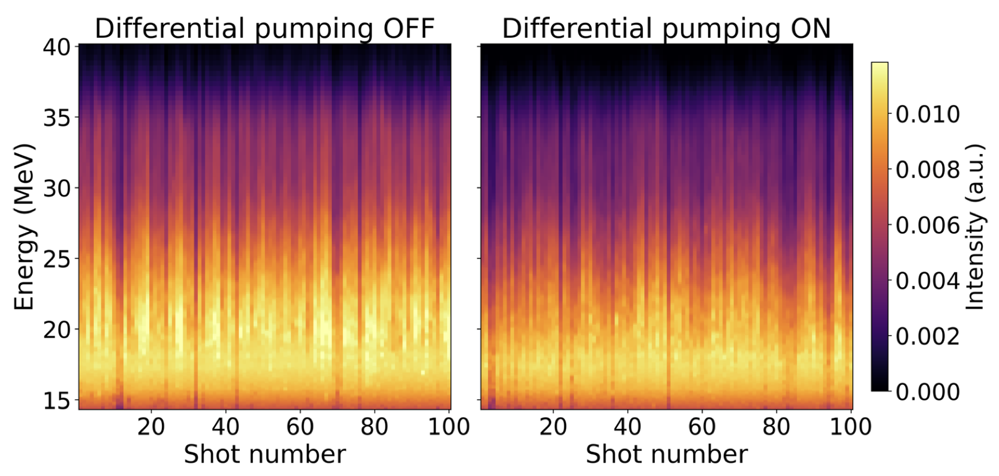 Differential pumping OFF
Differential pumping ON
40
35
30
25
20
15
Energy (MeV)
20 40 60 80 100
20 40 60 80 100
Shot number
Shot number
0.010
0.008
0.006
0.004
0.002
0.000
Intensity (a.u.)